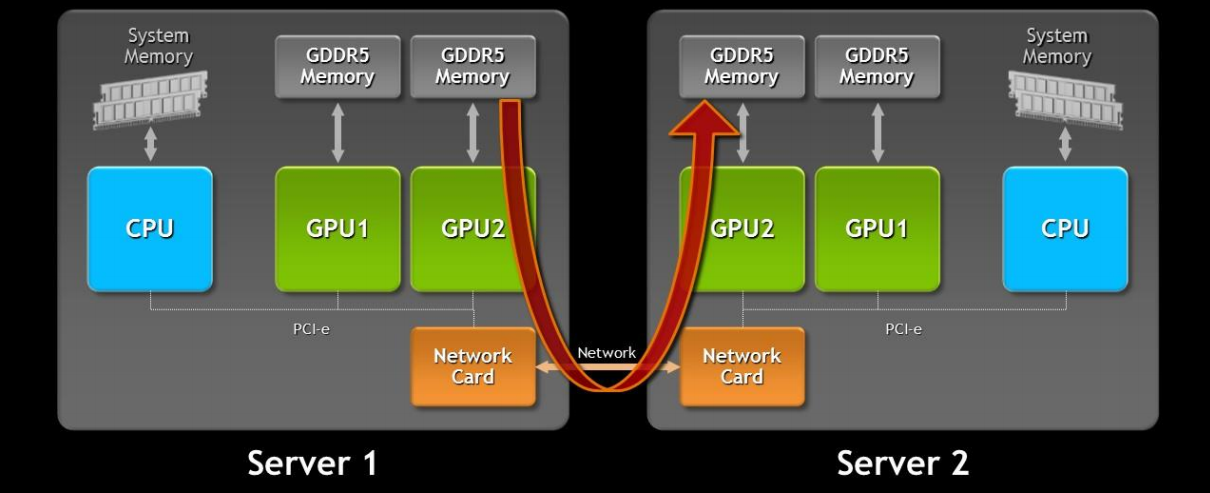 System
Memory
GDDR5
Memory
GDDR5
Memory
CPU
GPU1
GPU2
PCI-e
Network
Card
Server 1
Network
GDDR5
Memory
GDDR5
Memory
System
Memory
GPU2
GPU1
CPU
PCI-e
Network
Card
Server 2